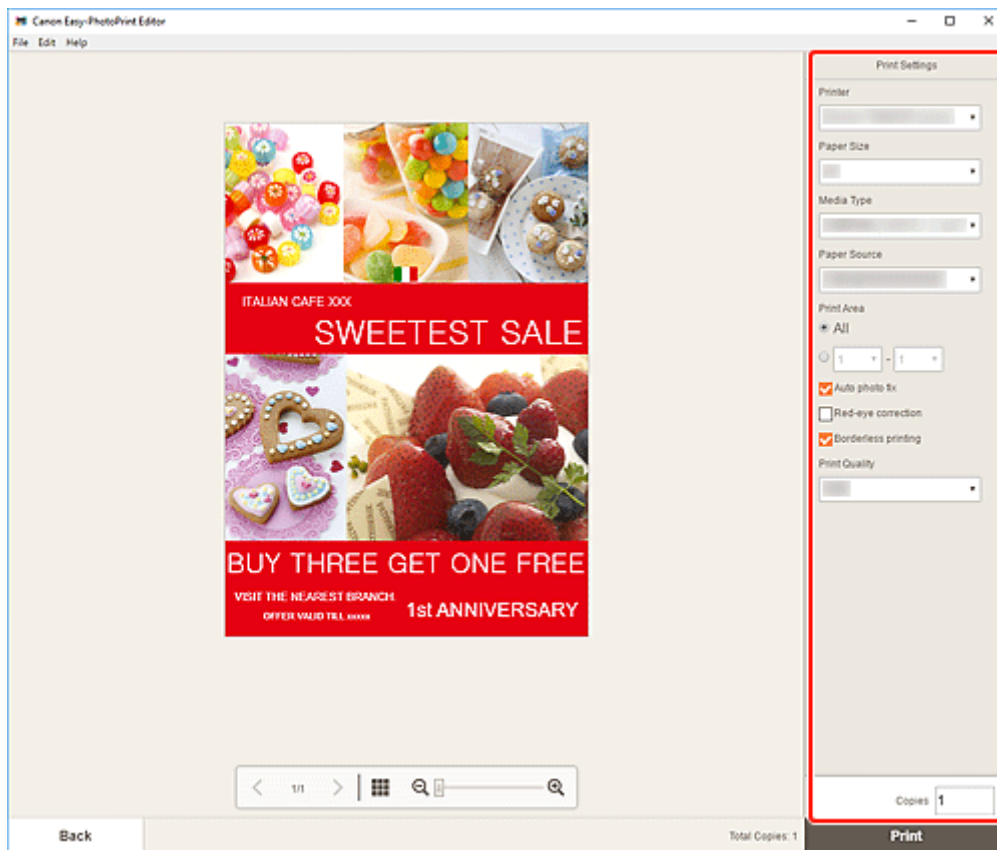 Canon Easy-PhotoPrint Editor
File Edit Help
Print Settings
Printer
Paper Size
Media Type
Paper Source
Print Area
All
1 - 1
Auto photo fix
Red-eye correction
Borderless printing
Print Quality
ITALIAN CAFE XXX
SWEETEST SALE
BUY THREE GET ONE FREE
VISIT THE NEAREST BRANCH.
OFFER VALID TILL xxxxx
1st ANNIVERSARY
1/1
Copies 1
Back
Total Copies: 1
Print